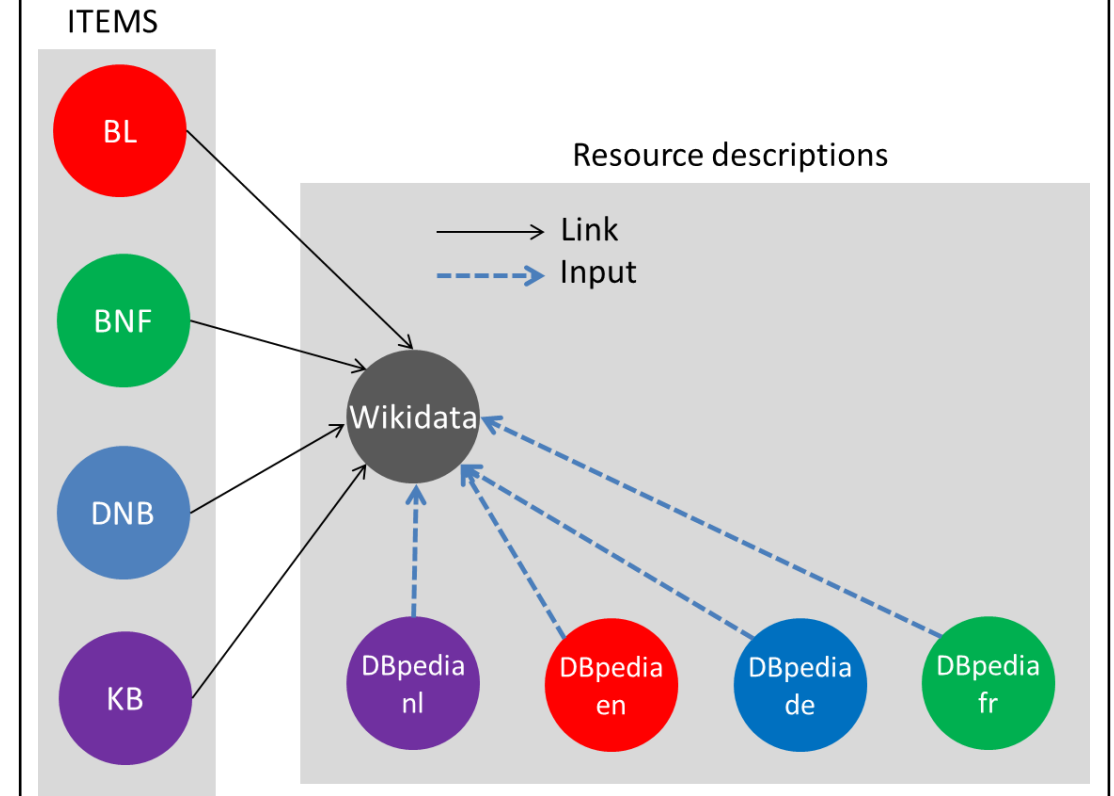 ITEMS
BL
Resource descriptions
Link
Input
BNF
Wikidata
DNB
KB
DBpedia
nl
DBpedia
en
DBpedia
de
DBpedia
fr